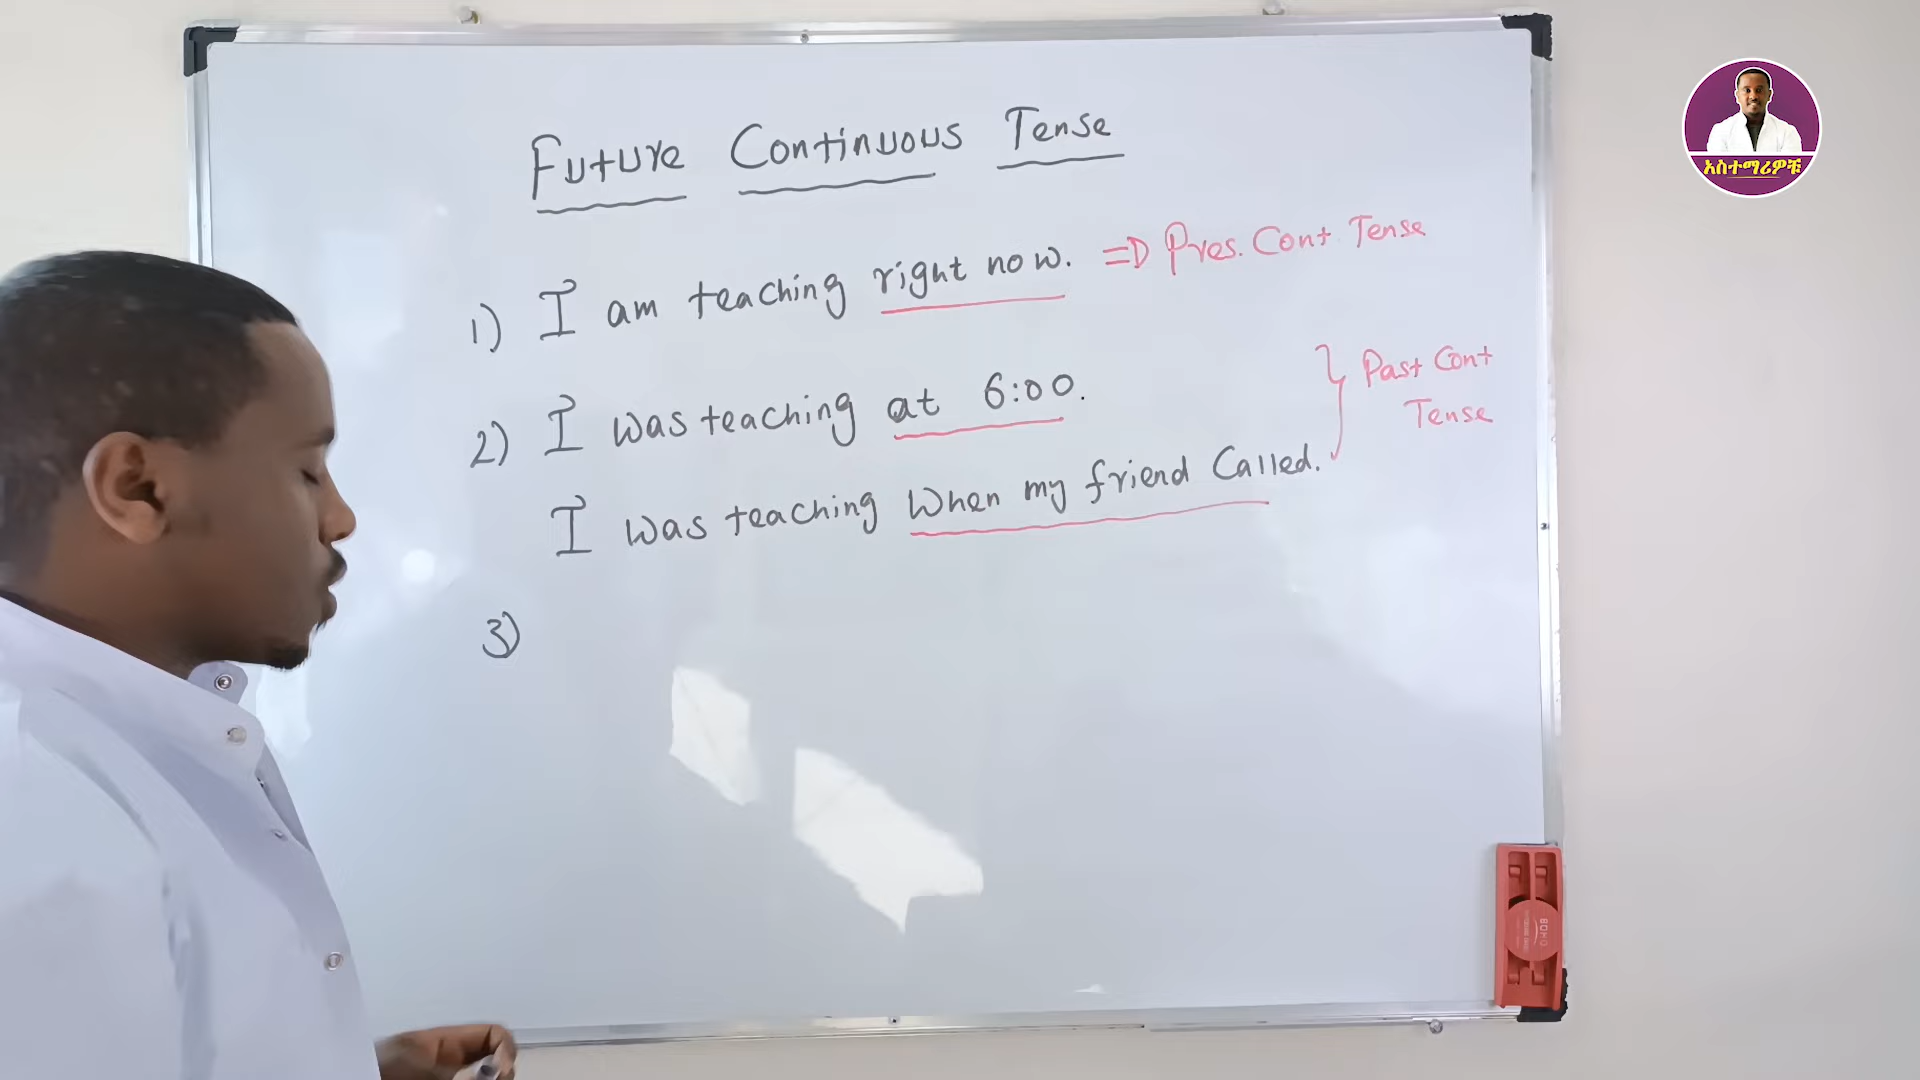 Future Continuous Tense
1) I am teaching right now. => Pres. Cont. Tense
2) I was teaching at 6:00.
I was teaching when my friend called.
Past Cont
Tense
3)
አስተማሪዎቹ